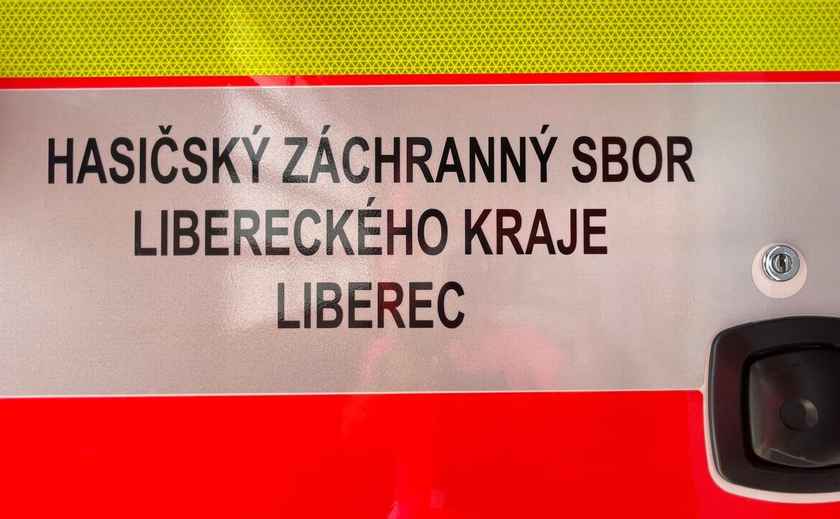 HASIČSKÝ ZÁCHRANNÝ SBOR
LIBERECKÉHO KRAJE
LIBEREC